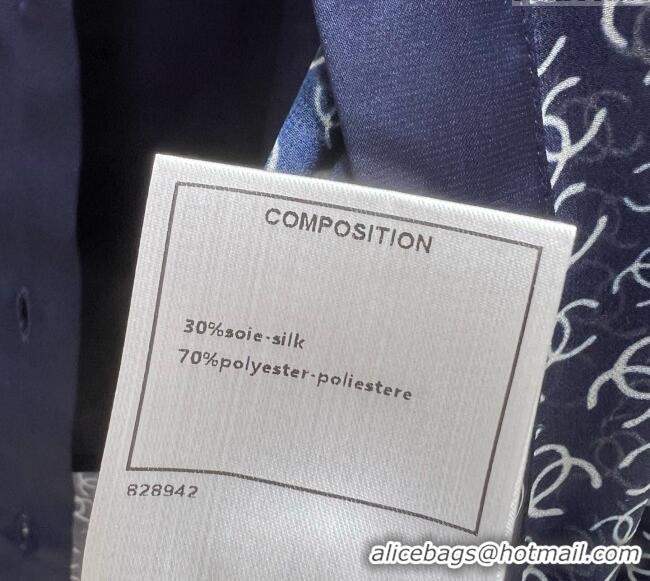 COMPOSITION
30%soie-silk
70%polyester-poliestere
828942
alicebags@hotmail.com